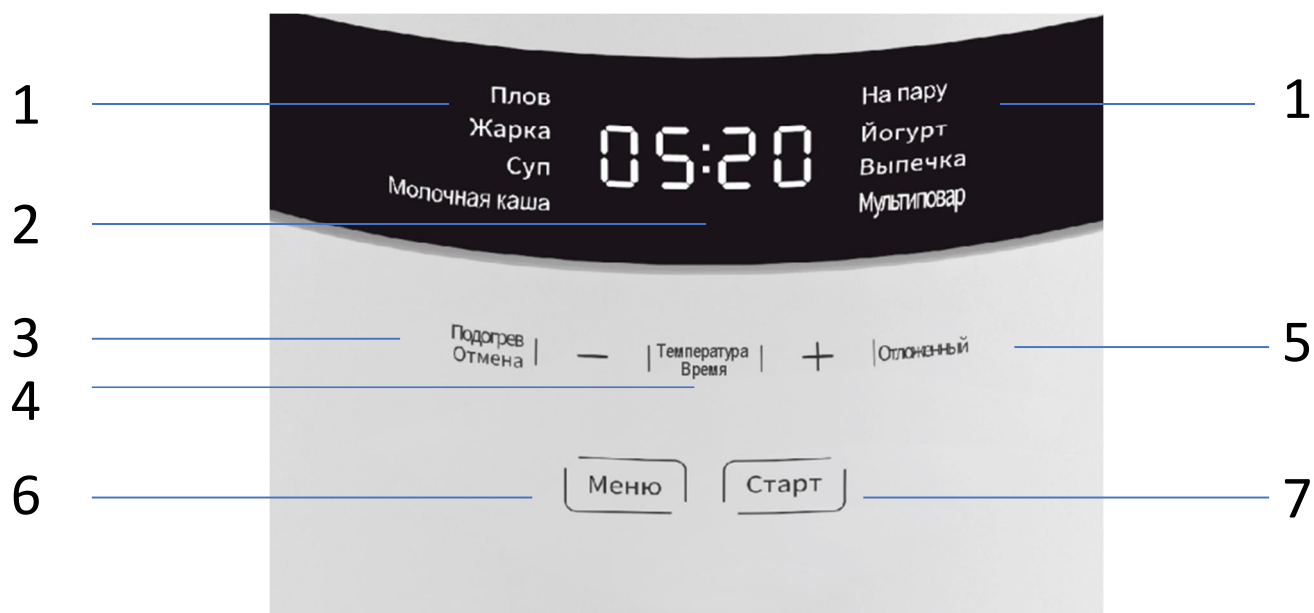 1
Плов
Жарка
Суп
Молочная каша
05:20
На пару
Йогурт
Выпечка
Мультиповар
1
2
3
Подогрев
Отмена
—
Температура
Время
+
Отложенный
5
4
6
Меню
Старт
7